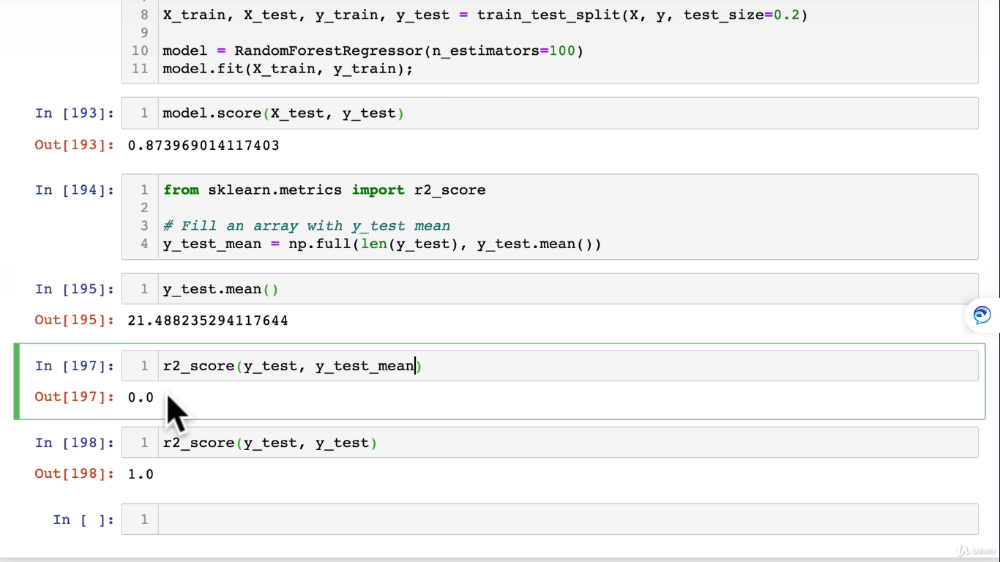 8 X_train, X_test, y_train, y_test = train_test_split(X, y, test_size=0.2)
9
10 model = RandomForestRegressor(n_estimators=100)
11 model.fit(X_train, y_train);
In [193]: 1 model.score(X_test, y_test)
Out[193]: 0.873969014117403
In [194]: 1 from sklearn.metrics import r2_score
2
3 # Fill an array with y_test mean
4 y_test_mean = np.full(len(y_test), y_test.mean())
In [195]: 1 y_test.mean()
Out[195]: 21.488235294117644
In [197]: 1 r2_score(y_test, y_test_mean)
Out[197]: 0.0
In [198]: 1 r2_score(y_test, y_test)
Out[198]: 1.0
In [ ]: 1
Udemy